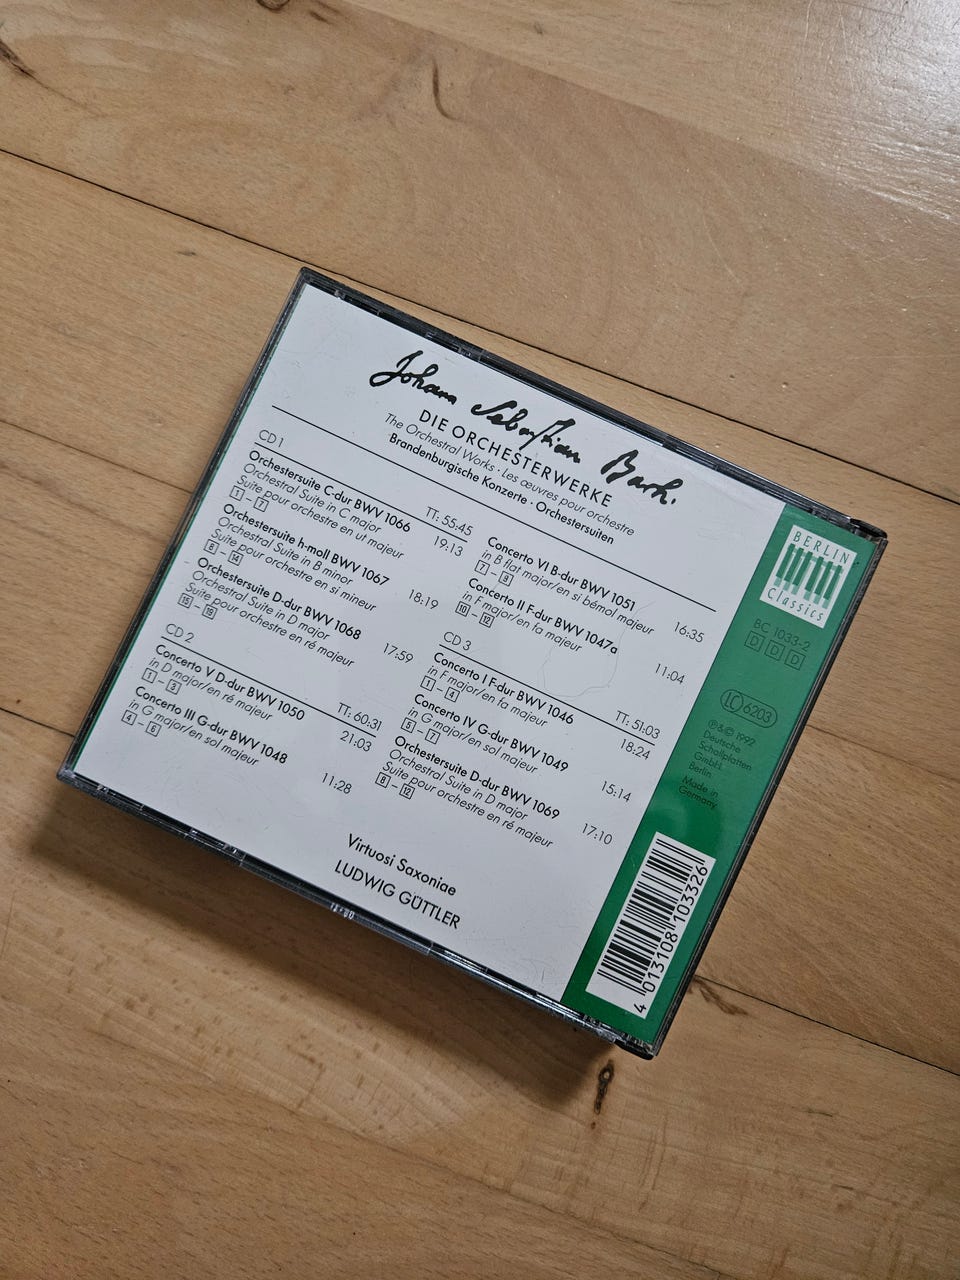 Johann Sebastian Bach.
DIE ORCHESTERWERKE
The Orchestral Works · Les œuvres pour orchestre
Brandenburgische Konzerte · Orchestersuiten
CD 1
TT: 55:45
Orchestersuite C-dur BWV 1066
19:13
Orchestral Suite in C major
Suite pour orchestre en ut majeur
1 – 7
Orchestersuite h-moll BWV 1067
18:19
Orchestral Suite in B minor
Suite pour orchestre en si mineur
8 – 14
Orchestersuite D-dur BWV 1068
17:59
Orchestral Suite in D major
Suite pour orchestre en ré majeur
15 – 19
CD 2
TT: 60:31
Concerto V D-dur BWV 1050
21:03
in D major/en ré majeur
1 – 3
Concerto III G-dur BWV 1048
11:28
in G major/en sol majeur
4 – 6
Concerto VI B-dur BWV 1051
16:35
in B flat major/en si bémol majeur
7 – 9
Concerto II F-dur BWV 1047a
11:04
in F major/en fa majeur
10 – 12
CD 3
TT: 51:03
Concerto I F-dur BWV 1046
18:24
in F major/en fa majeur
1 – 4
Concerto IV G-dur BWV 1049
15:14
in G major/en sol majeur
5 – 7
Orchestersuite D-dur BWV 1069
17:10
Orchestral Suite in D major
Suite pour orchestre en ré majeur
8 – 12
Virtuosi Saxoniae
LUDWIG GÜTTLER
BERLIN
Classics
BC 1033-2
D D D
LC 6203
℗ & © 1992
Deutsche
Schallplatten
GmbH
Berlin
Made in
Germany
4 013108 103326